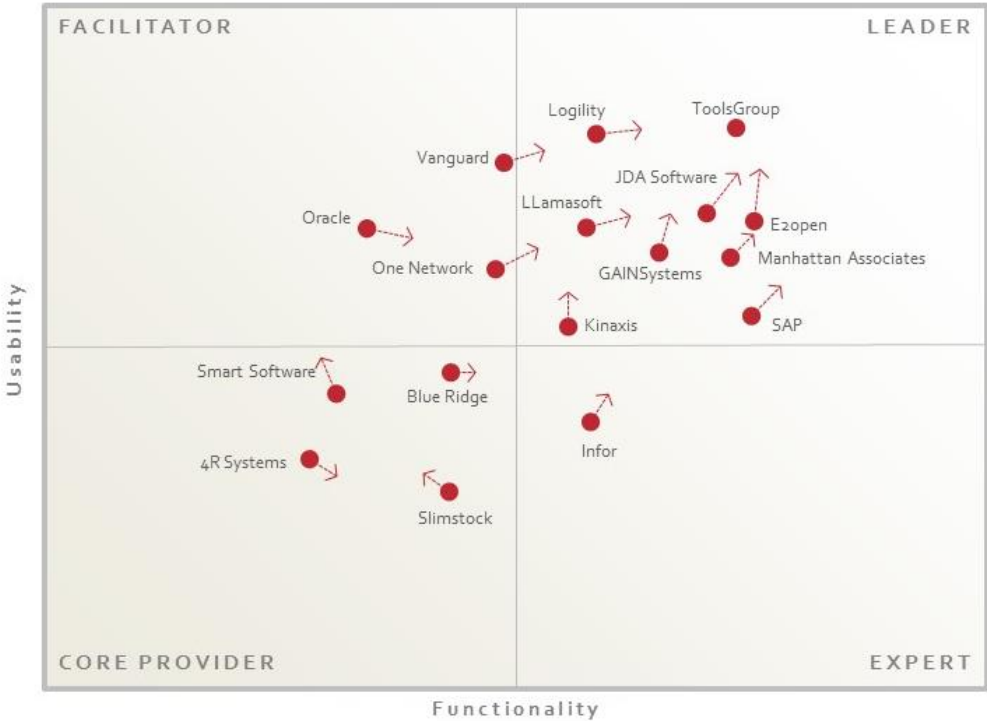 FACILITATOR
LEADER
Logility
ToolsGroup
Vanguard
JDA Software
LLamasoft
Oracle
E2open
One Network
GAINSystems
Manhattan Associates
Kinaxis
SAP
Usability
Smart Software
Blue Ridge
Infor
4R Systems
Slimstock
CORE PROVIDER
EXPERT
Functionality